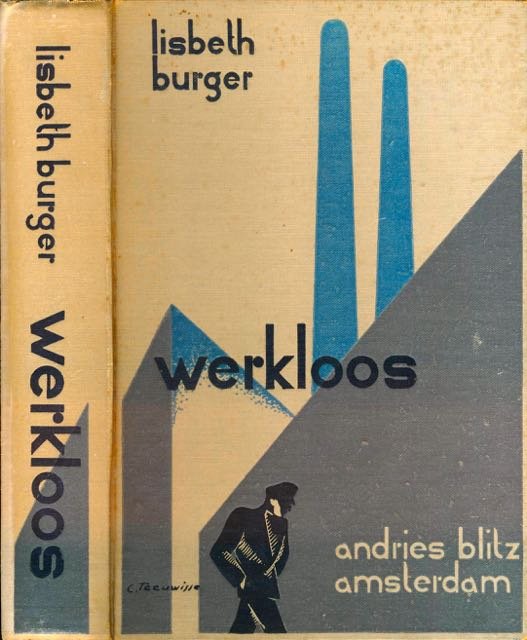 lisbeth burger
werkloos
lisbeth
burger
werkloos
andries blitz
amsterdam
C. Teeuwisse